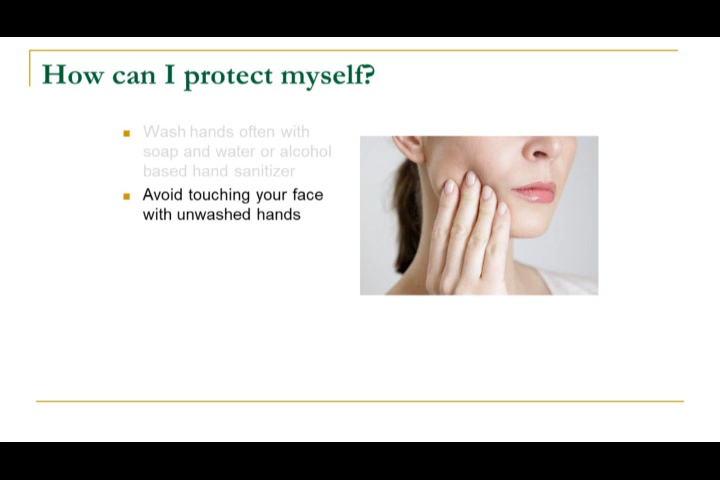 How can I protect myself?
Wash hands often with
soap and water or alcohol
based hand sanitizer
Avoid touching your face
with unwashed hands